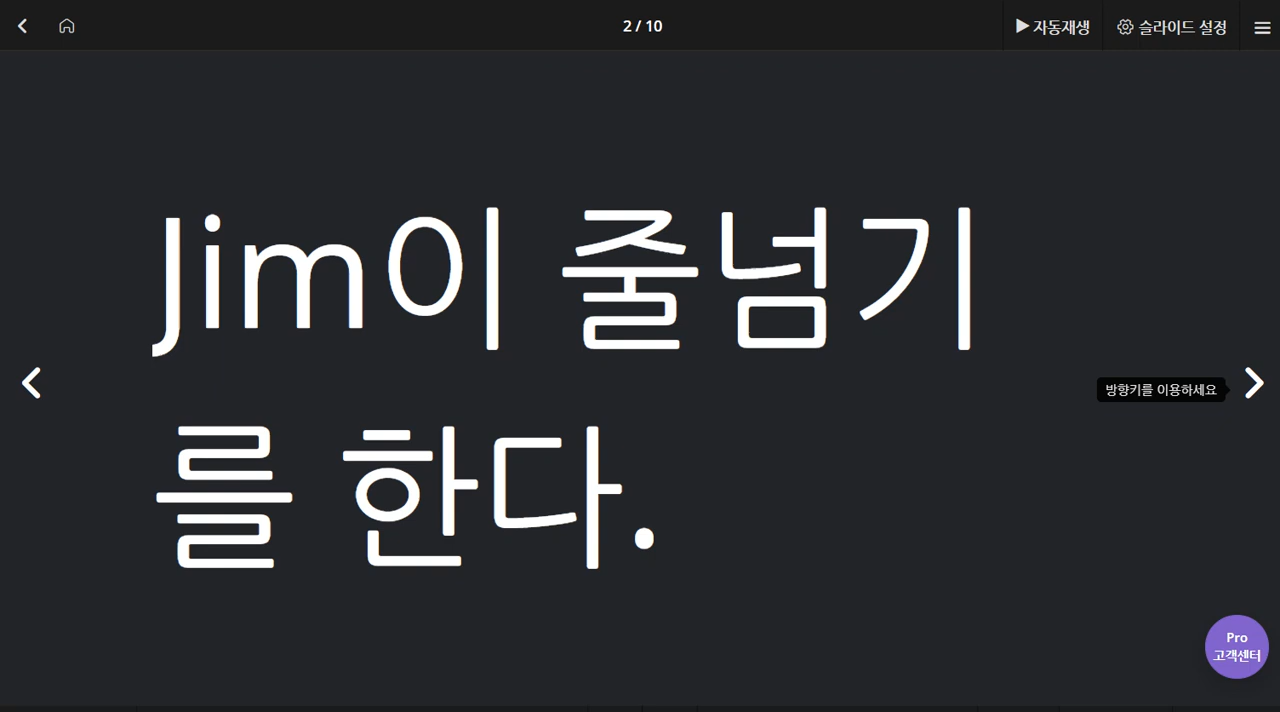 2 / 10
자동재생
슬라이드 설정
Jim이 줄넘기
를 한다.
방향키를 이용하세요
Pro
고객센터